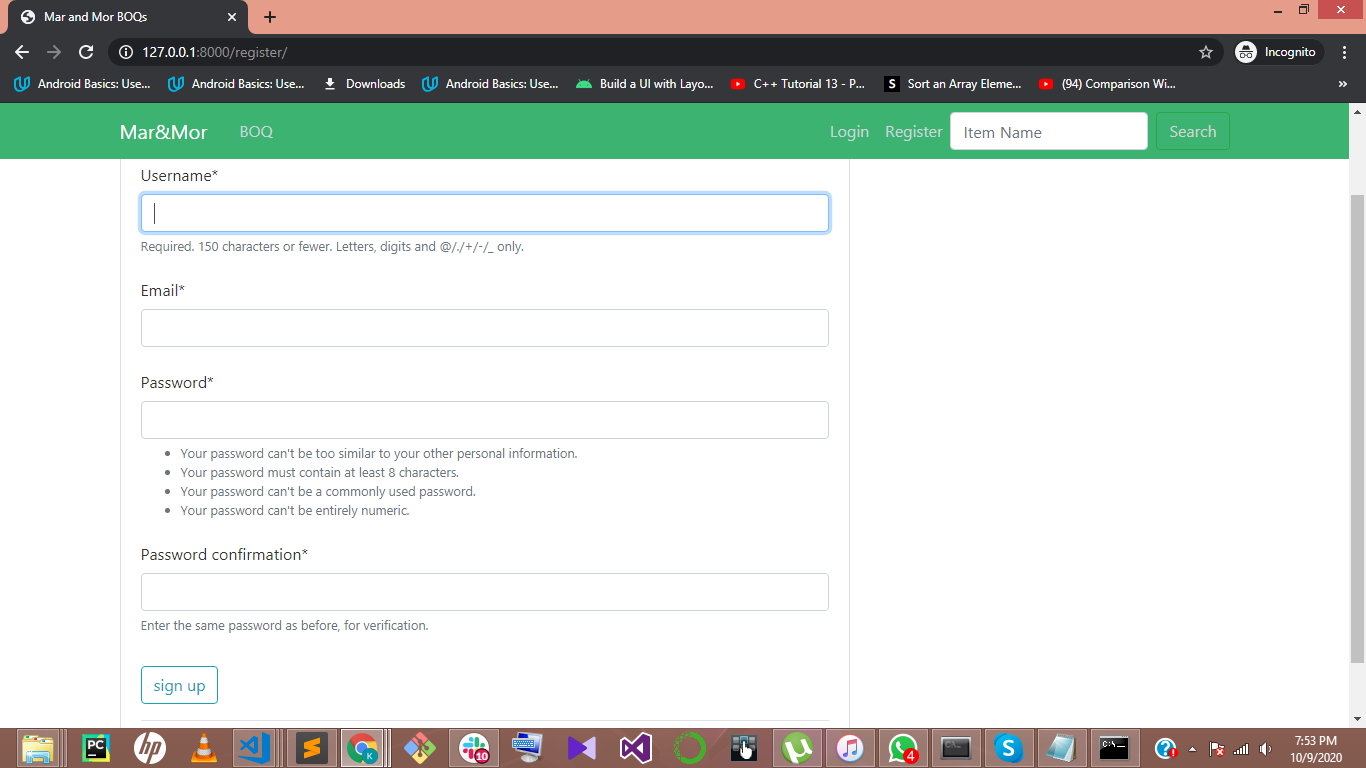 Mar and Mor BOQs
127.0.0.1:8000/register/
Incognito
Android Basics: Use...
Android Basics: Use...
Downloads
Android Basics: Use...
Build a UI with Layo...
C++ Tutorial 13 - P...
S
Sort an Array Eleme...
(94) Comparison Wi...
»
Mar&Mor
BOQ
Login
Register
Item Name
Search
Username*
Required. 150 characters or fewer. Letters, digits and @/./+/-/_ only.
Email*
Password*
• Your password can't be too similar to your other personal information.
• Your password must contain at least 8 characters.
• Your password can't be a commonly used password.
• Your password can't be entirely numeric.
Password confirmation*
Enter the same password as before, for verification.
sign up
PC
hp
K
10
4
C:\_
7:53 PM
10/9/2020